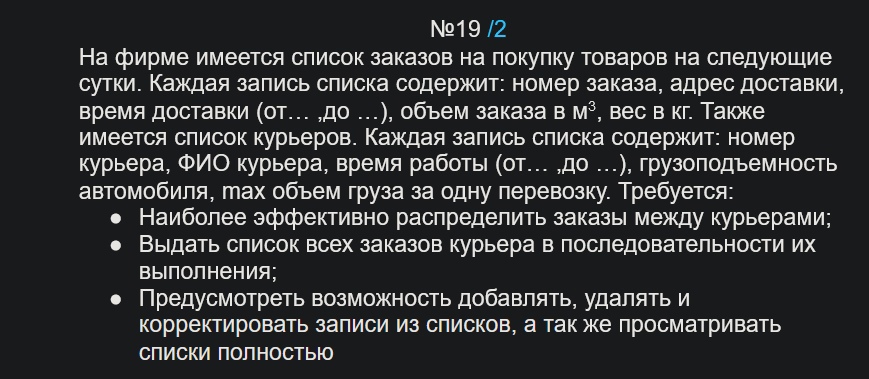 №19 /2
На фирме имеется список заказов на покупку товаров на следующие
сутки. Каждая запись списка содержит: номер заказа, адрес доставки,
время доставки (от… ,до …), объем заказа в м³, вес в кг. Также
имеется список курьеров. Каждая запись списка содержит: номер
курьера, ФИО курьера, время работы (от… ,до …), грузоподъемность
автомобиля, max объем груза за одну перевозку. Требуется:
● Наиболее эффективно распределить заказы между курьерами;
● Выдать список всех заказов курьера в последовательности их
выполнения;
● Предусмотреть возможность добавлять, удалять и
корректировать записи из списков, а так же просматривать
списки полностью